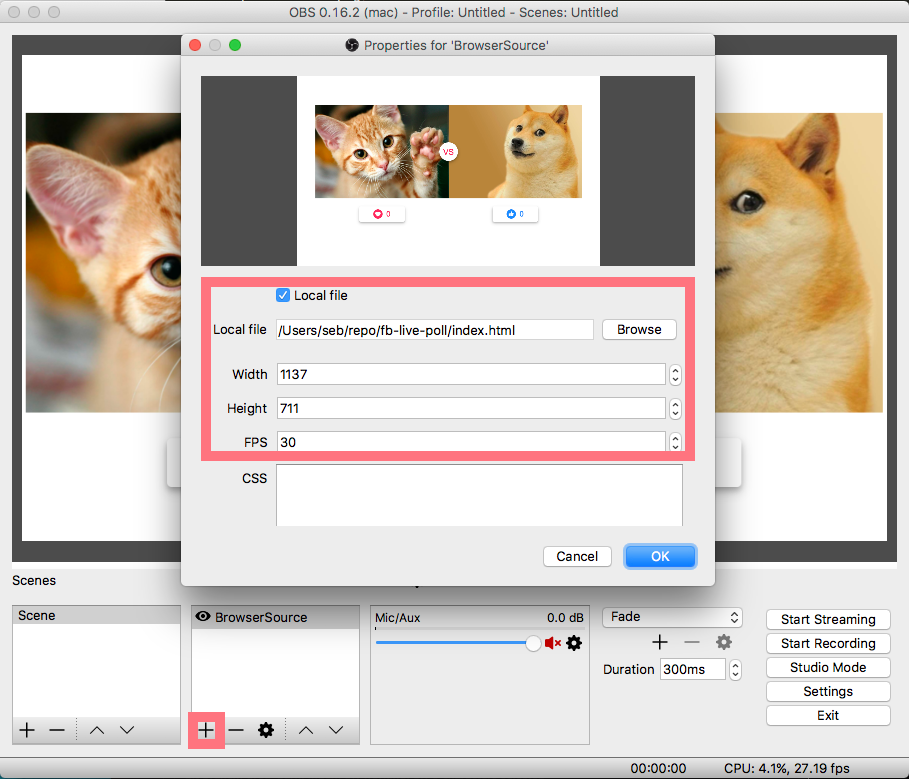 OBS 0.16.2 (mac) - Profile: Untitled - Scenes: Untitled
Properties for 'BrowserSource'
VS
0
0
Local file
Local file
/Users/seb/repo/fb-live-poll/index.html
Browse
Width
1137
Height
711
FPS
30
CSS
Cancel
OK
Scenes
Scene
BrowserSource
Mic/Aux
0.0 dB
Fade
Duration
300ms
Start Streaming
Start Recording
Studio Mode
Settings
Exit
00:00:00
CPU: 4.1%, 27.19 fps